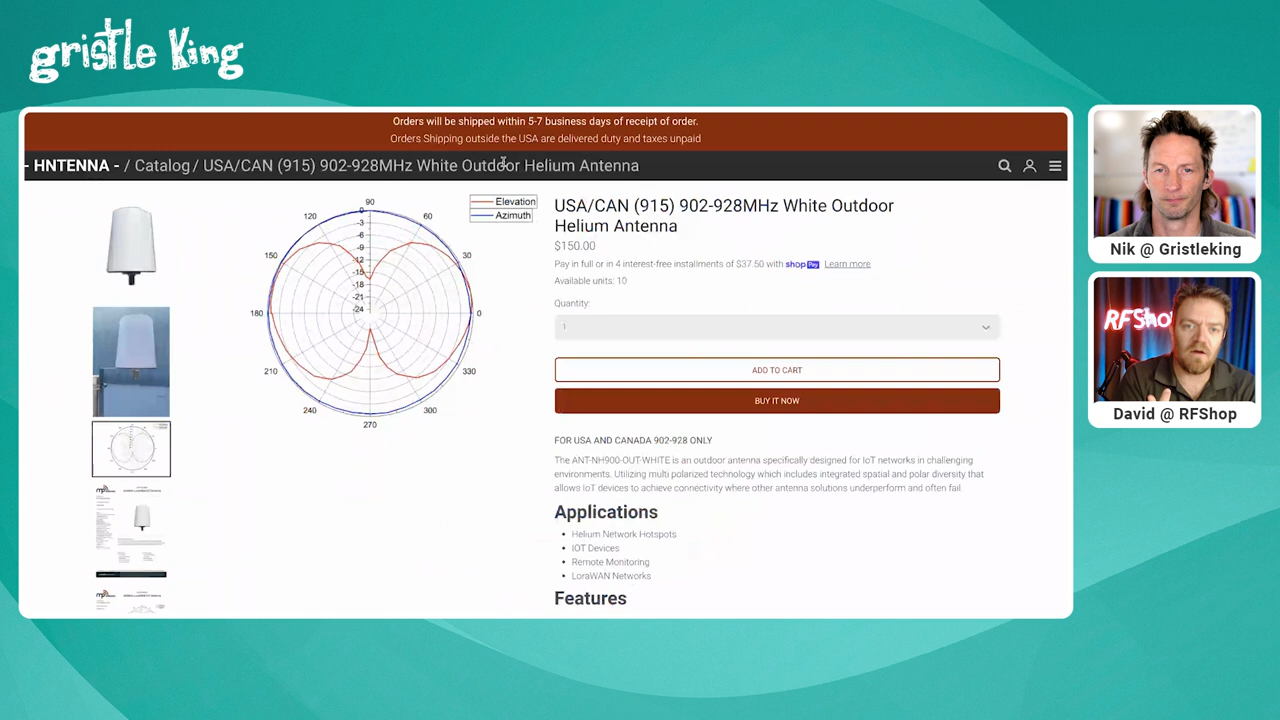 gristle King
Orders will be shipped within 5-7 business days of receipt of order.
Orders Shipping outside the USA are delivered duty and taxes unpaid
- HNTENNA - / Catalog / USA/CAN (915) 902-928MHz White Outdoor Helium Antenna
Elevation
Azimuth
90
120
60
150
30
180
0
210
330
240
300
270
0
-3
-6
-9
-12
-15
-18
-21
-24
USA/CAN (915) 902-928MHz White Outdoor
Helium Antenna
$150.00
Pay in full or in 4 interest-free installments of $37.50 with shop Pay Learn more
Available units: 10
Quantity:
1
ADD TO CART
BUY IT NOW
FOR USA AND CANADA 902-928 ONLY
The ANT-NH900-OUT-WHITE is an outdoor antenna specifically designed for IoT networks in challenging
environments. Utilizing multi polarized technology which includes integrated spatial and polar diversity that
allows IoT devices to achieve connectivity where other antenna solutions underperform and often fail
Applications
• Helium Network Hotspots
• IOT Devices
• Remote Monitoring
• LoraWAN Networks
Features
mp
mp
Nik @ Gristleking
RFSho
David @ RFShop